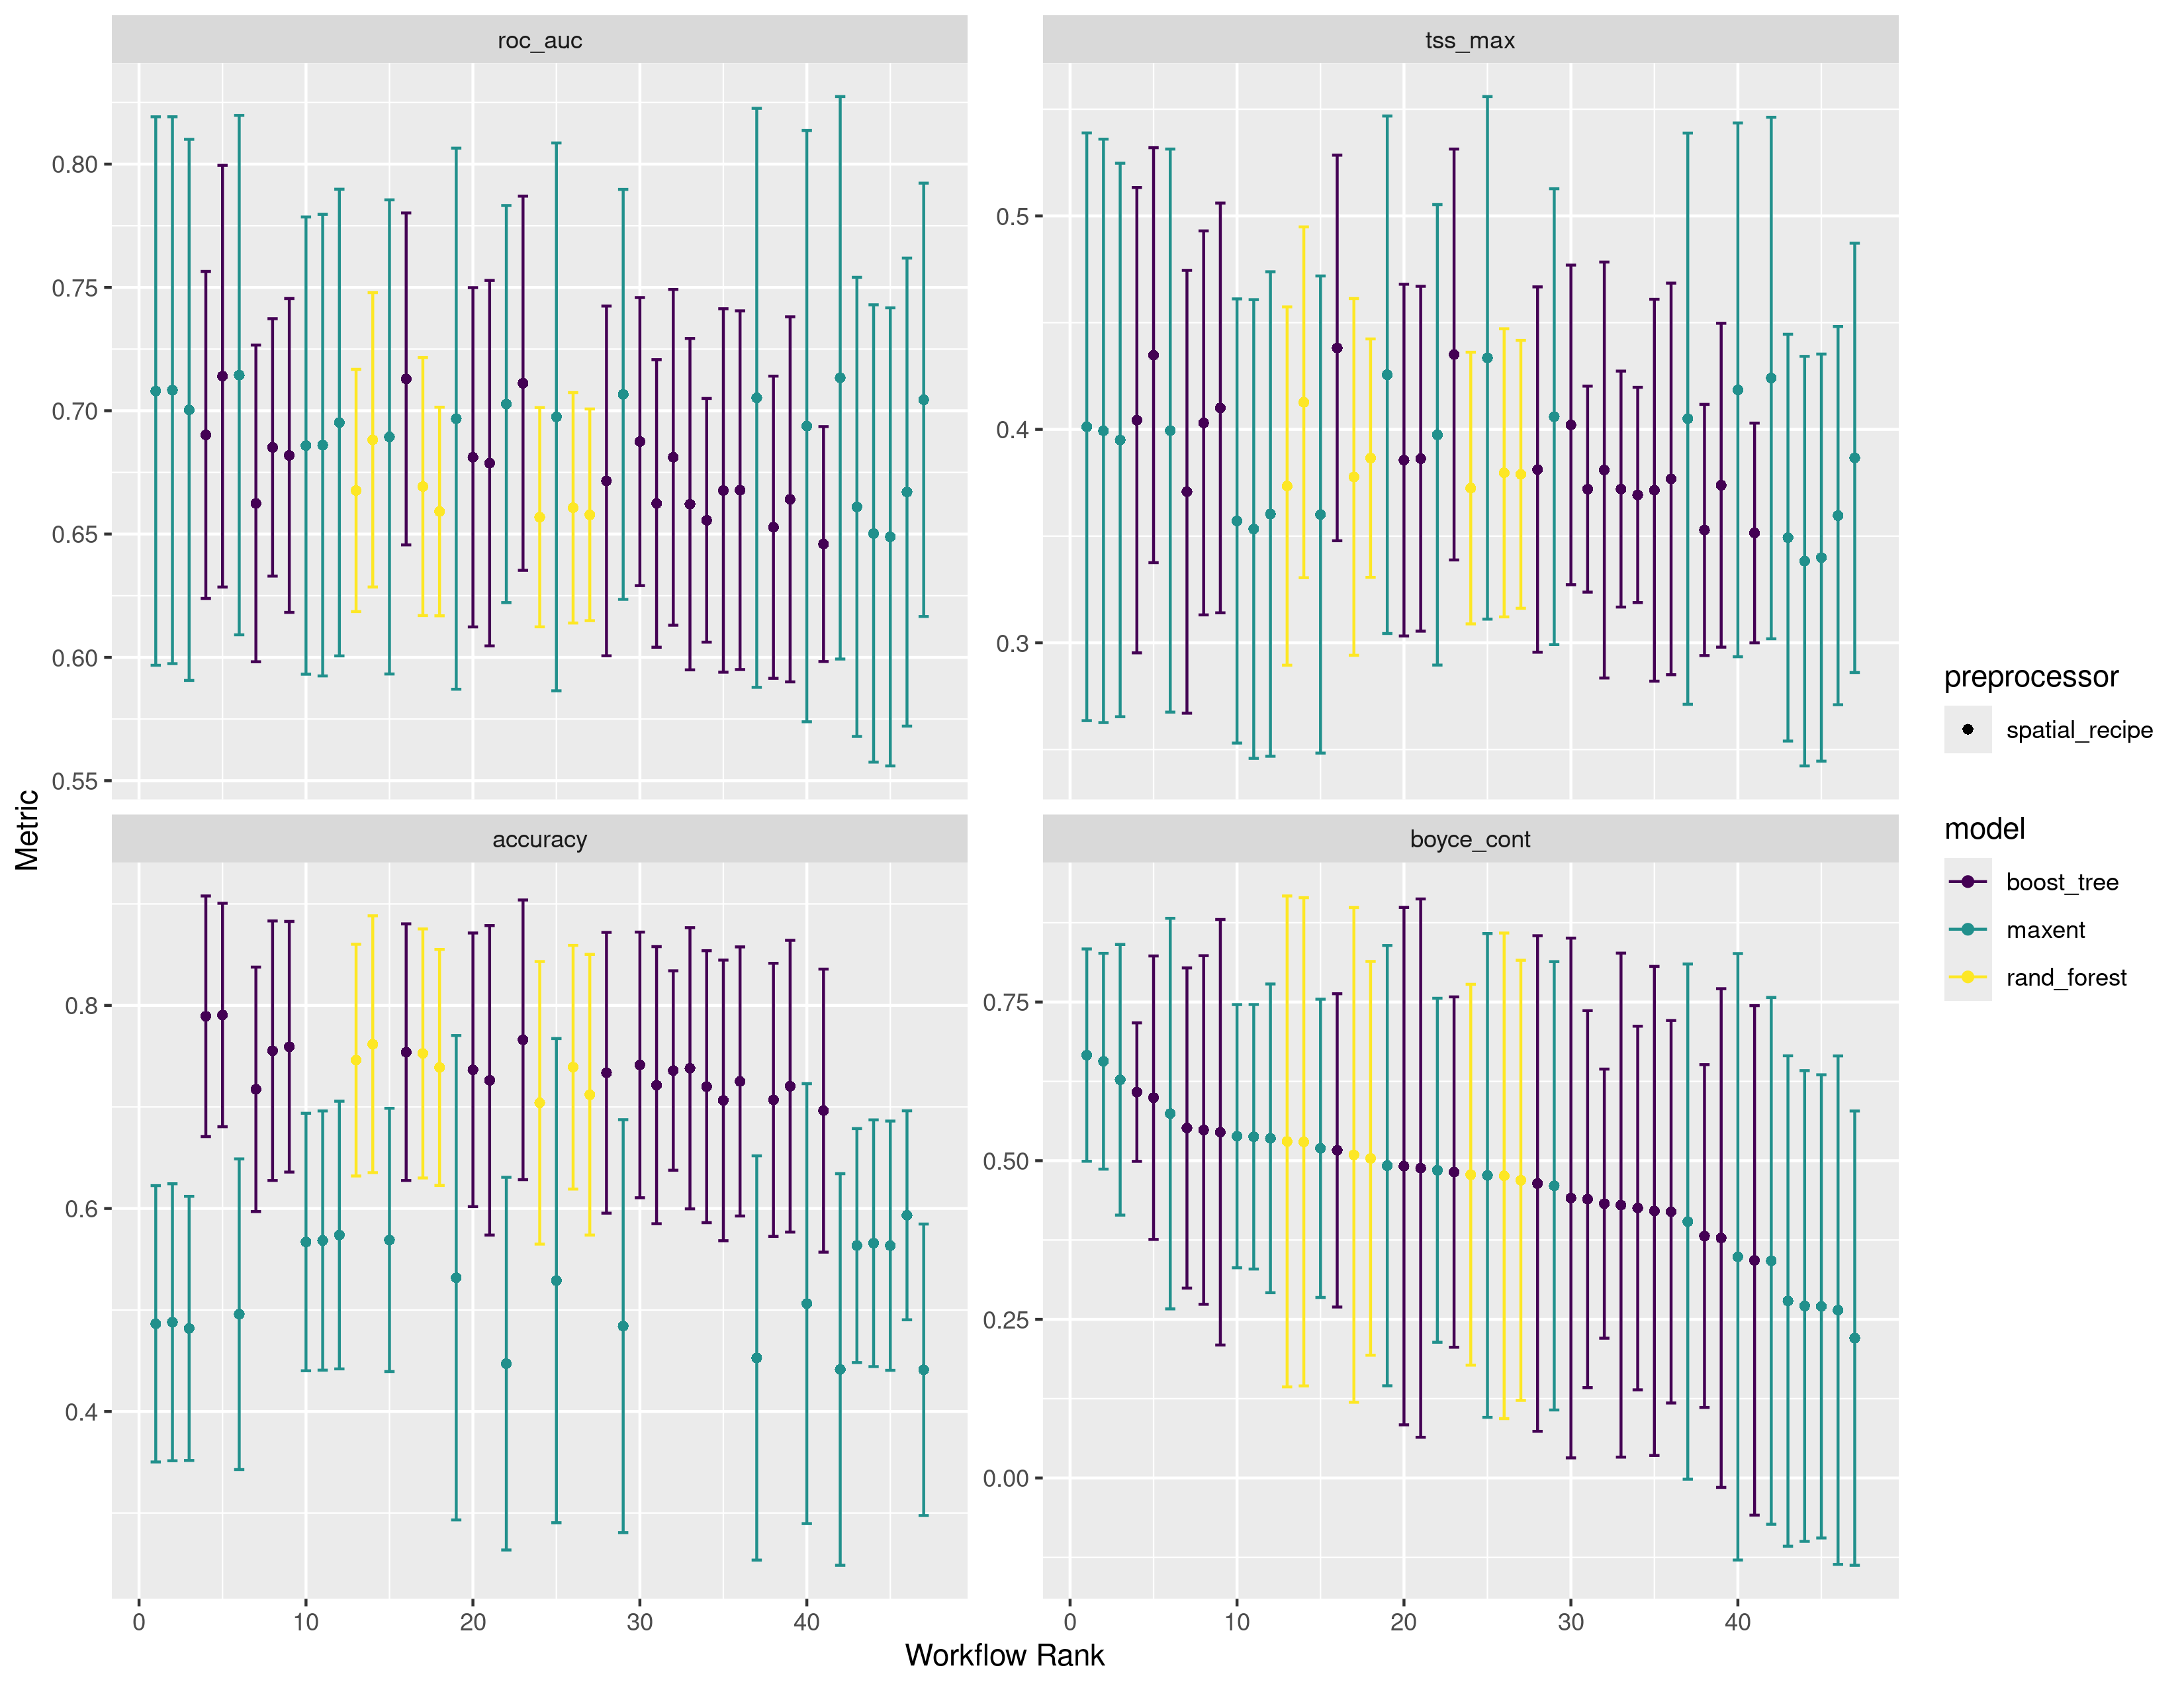 roc_auc
tss_max
0.80
0.75
0.70
0.65
0.60
0.55
0.5
0.4
0.3
accuracy
boyce_cont
0.8
0.6
0.4
0.75
0.50
0.25
0.00
0 10 20 30 40
0 10 20 30 40
Workflow Rank
Metric
preprocessor
spatial_recipe
model
boost_tree
maxent
rand_forest